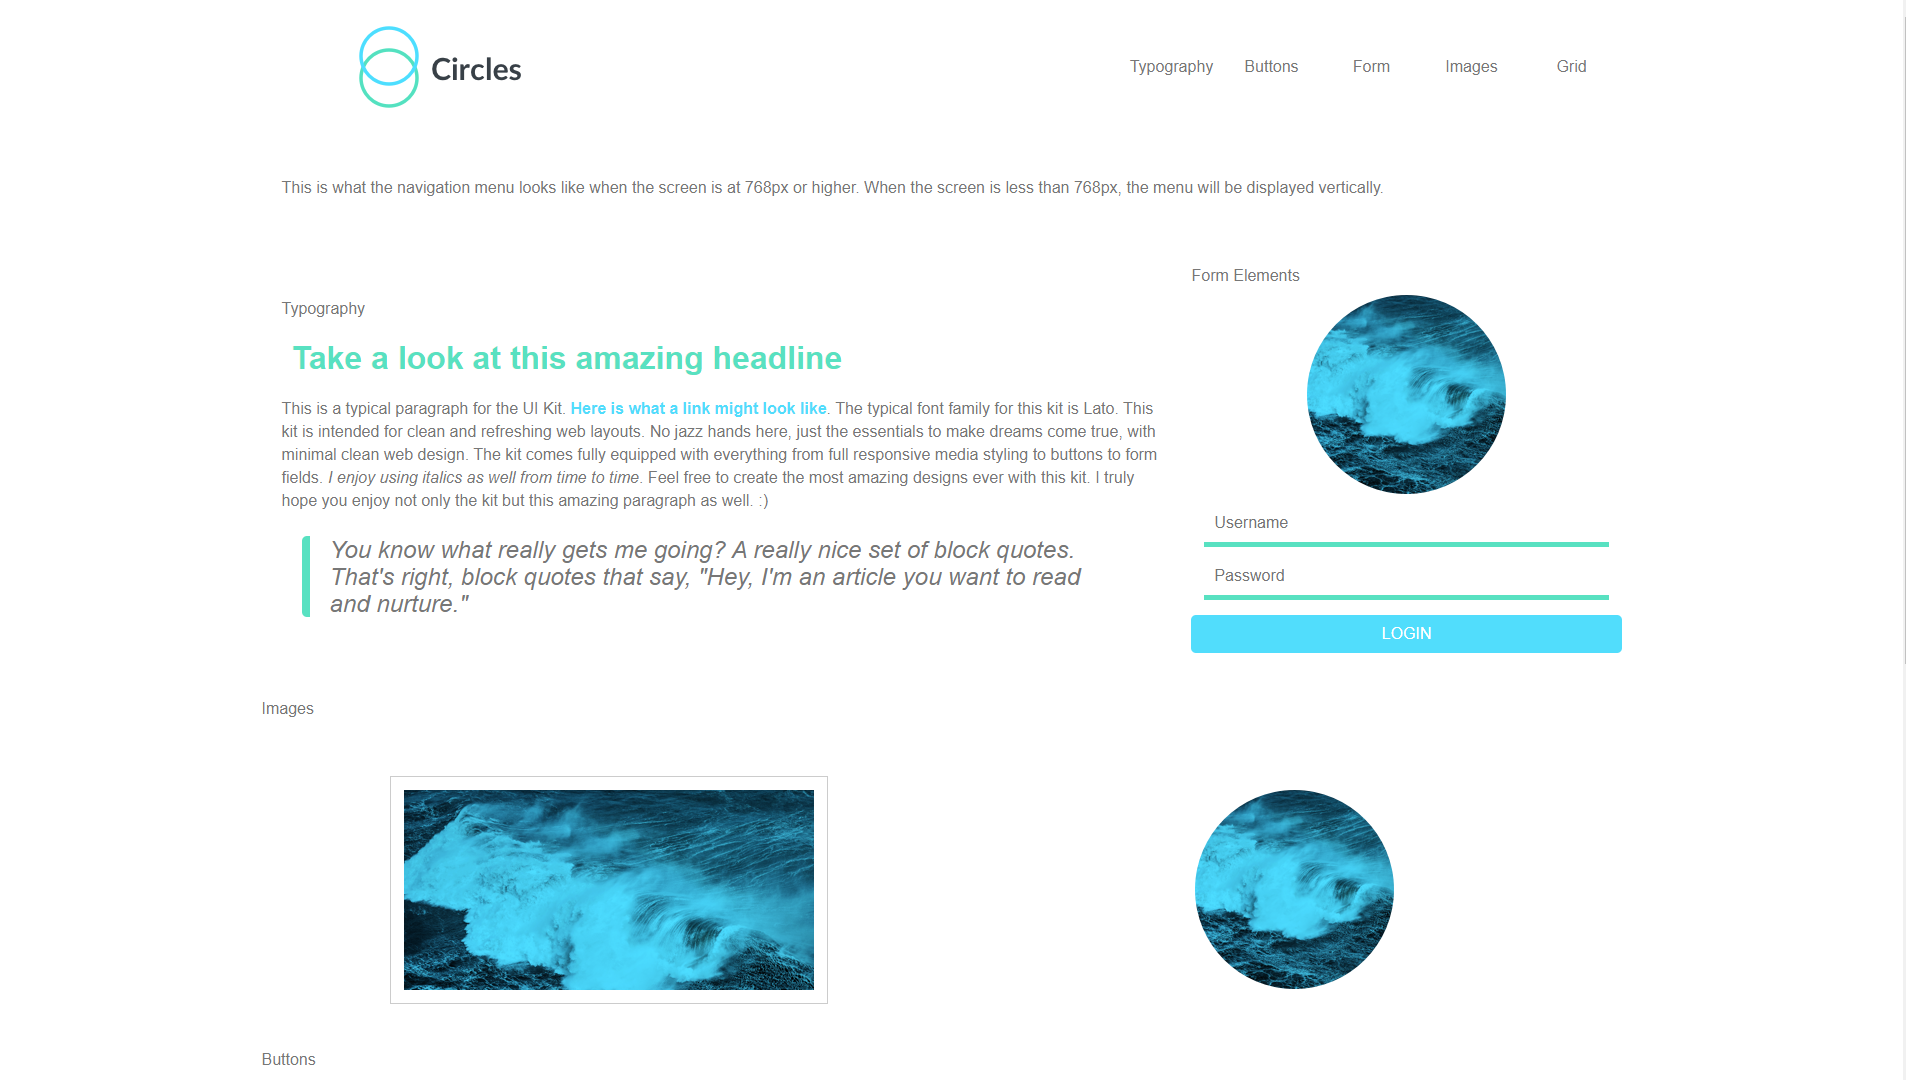 Circles
Typography Buttons Form Images Grid
This is what the navigation menu looks like when the screen is at 768px or higher. When the screen is less than 768px, the menu will be displayed vertically.
Typography
Take a look at this amazing headline
This is a typical paragraph for the UI Kit. Here is what a link might look like. The typical font family for this kit is Lato. This
kit is intended for clean and refreshing web layouts. No jazz hands here, just the essentials to make dreams come true, with
minimal clean web design. The kit comes fully equipped with everything from full responsive media styling to buttons to form
fields. I enjoy using italics as well from time to time. Feel free to create the most amazing designs ever with this kit. I truly
hope you enjoy not only the kit but this amazing paragraph as well. :)
You know what really gets me going? A really nice set of block quotes.
That's right, block quotes that say, "Hey, I'm an article you want to read
and nurture."
Form Elements
Username
Password
LOGIN
Images
Buttons